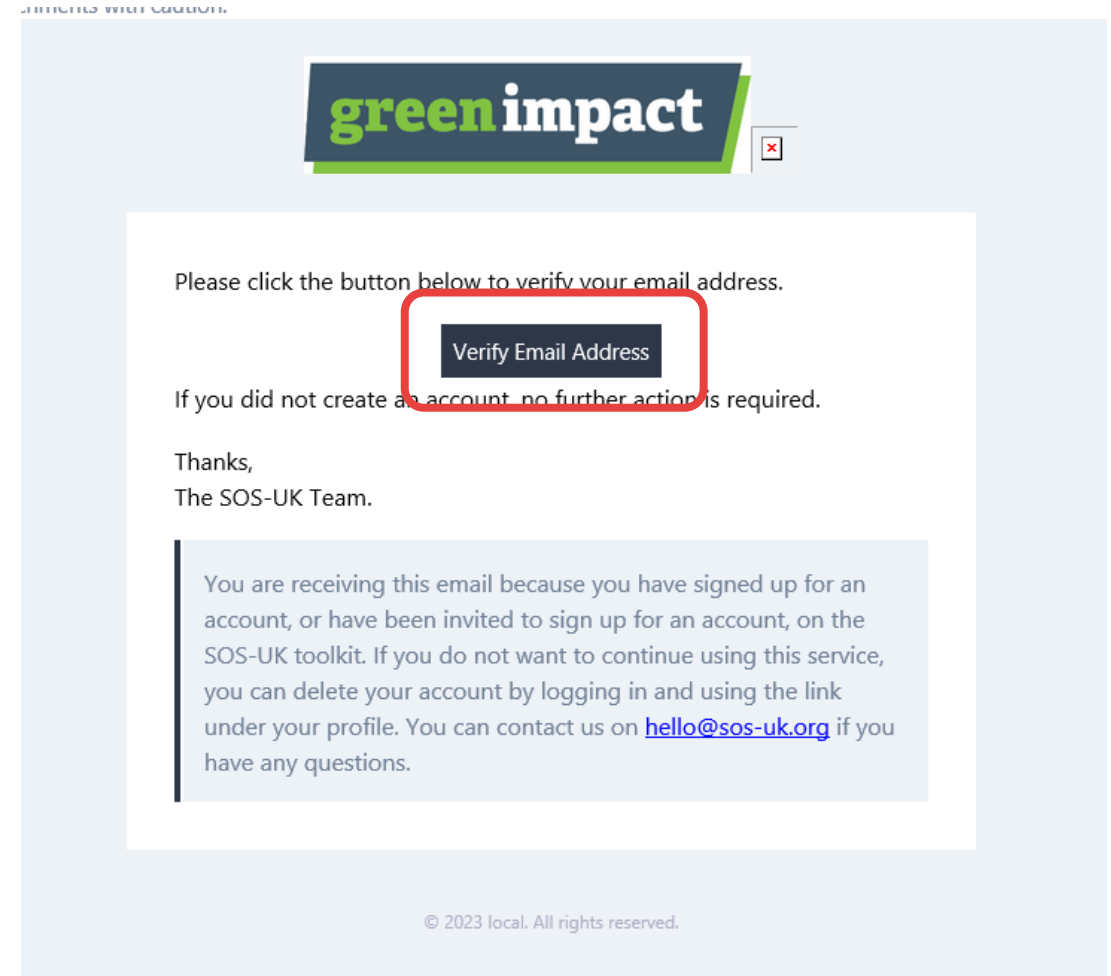 chments with caution.
greenimpact
Please click the button below to verify your email address.
Verify Email Address
If you did not create an account, no further action is required.
Thanks,
The SOS-UK Team.
You are receiving this email because you have signed up for an
account, or have been invited to sign up for an account, on the
SOS-UK toolkit. If you do not want to continue using this service,
you can delete your account by logging in and using the link
under your profile. You can contact us on hello@sos-uk.org if you
have any questions.
© 2023 local. All rights reserved.